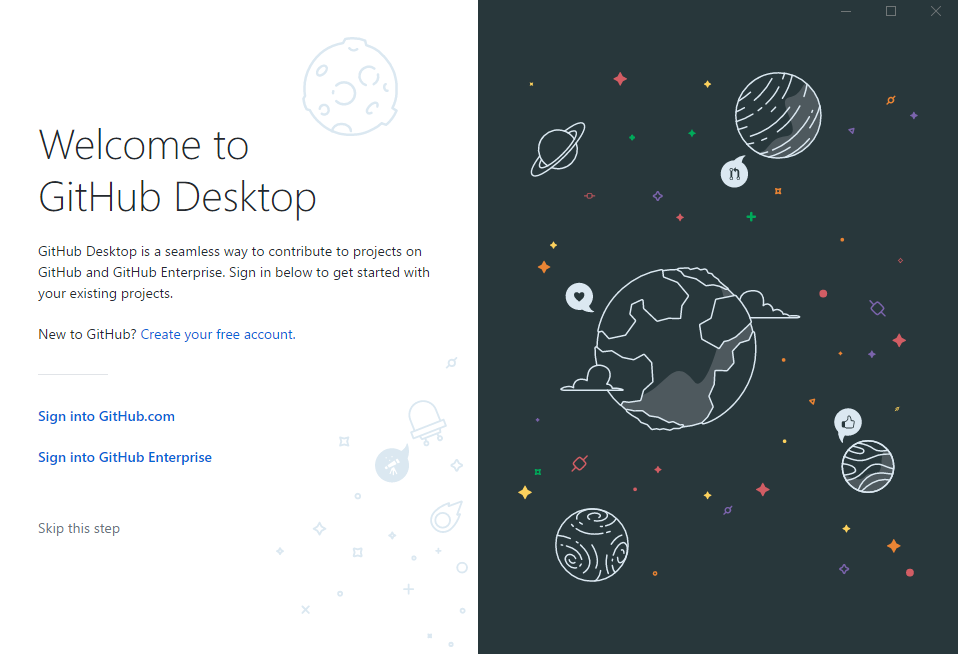 Welcome to
GitHub Desktop
GitHub Desktop is a seamless way to contribute to projects on
GitHub and GitHub Enterprise. Sign in below to get started with
your existing projects.
New to GitHub? Create your free account.
Sign into GitHub.com
Sign into GitHub Enterprise
Skip this step